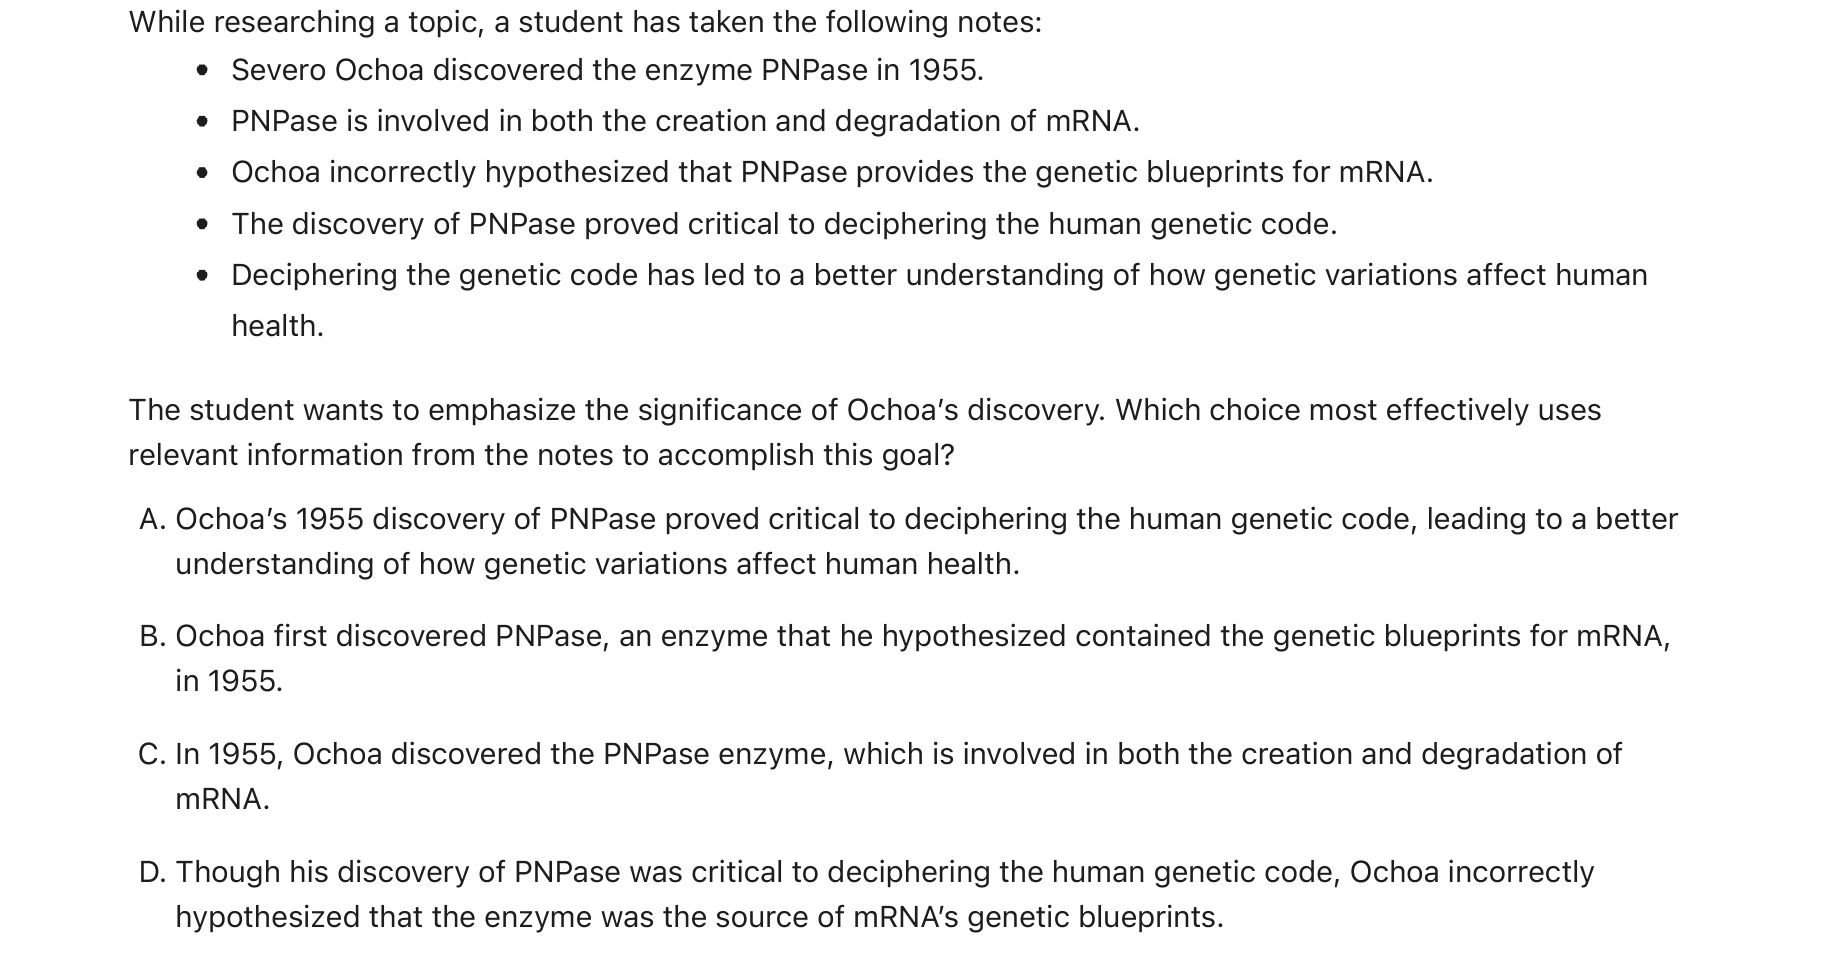 While researching a topic, a student has taken the following notes:
• Severo Ochoa discovered the enzyme PNPase in 1955.
• PNPase is involved in both the creation and degradation of mRNA.
• Ochoa incorrectly hypothesized that PNPase provides the genetic blueprints for mRNA.
• The discovery of PNPase proved critical to deciphering the human genetic code.
• Deciphering the genetic code has led to a better understanding of how genetic variations affect human
health.
The student wants to emphasize the significance of Ochoa’s discovery. Which choice most effectively uses
relevant information from the notes to accomplish this goal?
A. Ochoa’s 1955 discovery of PNPase proved critical to deciphering the human genetic code, leading to a better
understanding of how genetic variations affect human health.
B. Ochoa first discovered PNPase, an enzyme that he hypothesized contained the genetic blueprints for mRNA,
in 1955.
C. In 1955, Ochoa discovered the PNPase enzyme, which is involved in both the creation and degradation of
mRNA.
D. Though his discovery of PNPase was critical to deciphering the human genetic code, Ochoa incorrectly
hypothesized that the enzyme was the source of mRNA’s genetic blueprints.